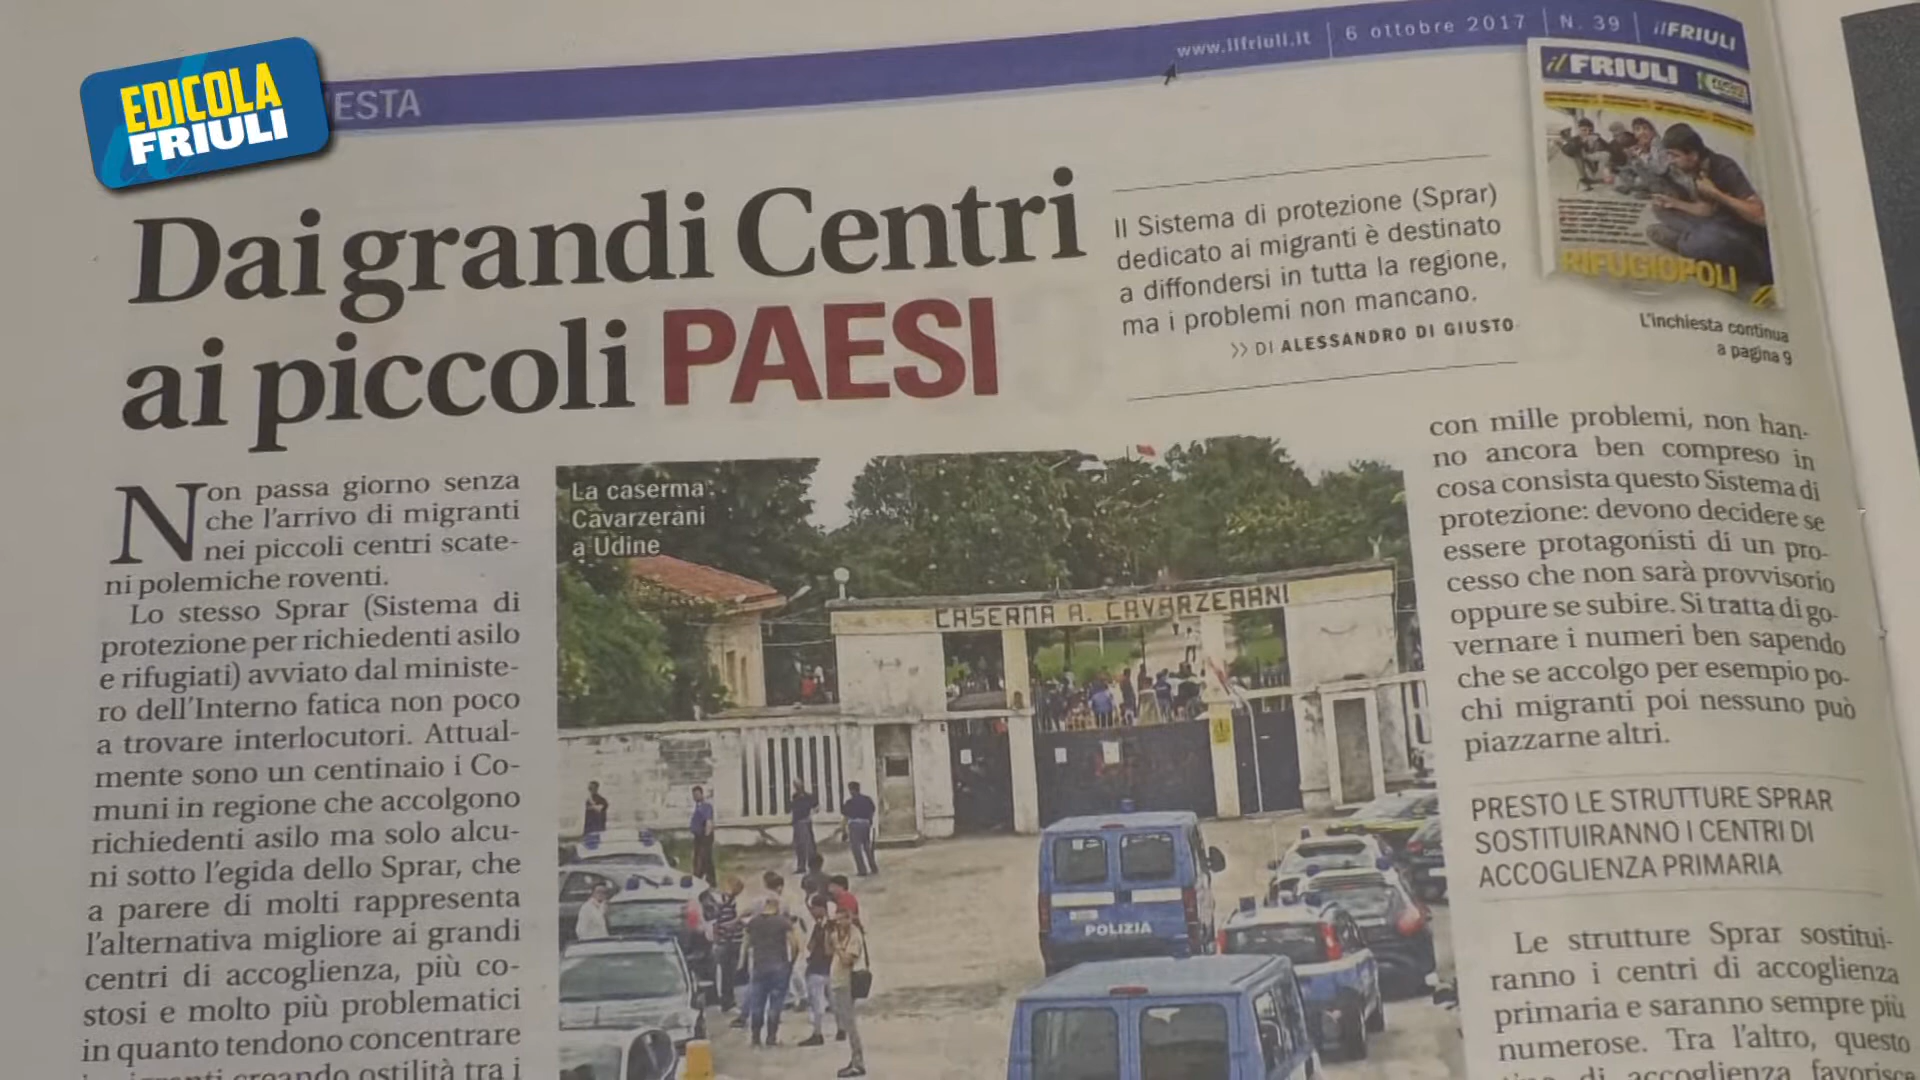 EDICOLA
FRIULI
ESTA
www.ilfriuli.it | 6 ottobre 2017 | N. 39 | ilFRIULI
Dai grandi Centri
ai piccoli PAESI
Il Sistema di protezione (Sprar)
dedicato ai migranti è destinato
a diffondersi in tutta la regione,
ma i problemi non mancano.
>> DI ALESSANDRO DI GIUSTO
il FRIULI
RIFUGIOPOLI
L'inchiesta continua
a pagina 9
Non passa giorno senza
che l'arrivo di migranti
nei piccoli centri scate-
ni polemiche roventi.
Lo stesso Sprar (Sistema di
protezione per richiedenti asilo
e rifugiati) avviato dal ministe-
ro dell'Interno fatica non poco
a trovare interlocutori. Attual-
mente sono un centinaio i Co-
muni in regione che accolgono
richiedenti asilo ma solo alcu-
ni sotto l'egida dello Sprar, che
a parere di molti rappresenta
l'alternativa migliore ai grandi
centri di accoglienza, più co-
stosi e molto più problematici
in quanto tendono concentrare
creando ostilità tra i
La caserma
Cavarzerani
a Udine
CASERMA A. CAVARZERANI
POLIZIA
con mille problemi, non han-
no ancora ben compreso in
cosa consista questo Sistema di
protezione: devono decidere se
essere protagonisti di un pro-
cesso che non sarà provvisorio
oppure se subire. Si tratta di go-
vernare i numeri ben sapendo
che se accolgo per esempio po-
chi migranti poi nessuno può
piazzarne altri.
PRESTO LE STRUTTURE SPRAR
SOSTITUIRANNO I CENTRI DI
ACCOGLIENZA PRIMARIA
Le strutture Sprar sostitui-
ranno i centri di accoglienza
primaria e saranno sempre più
numerose. Tra l'altro, questo
di accoglienza favorisce